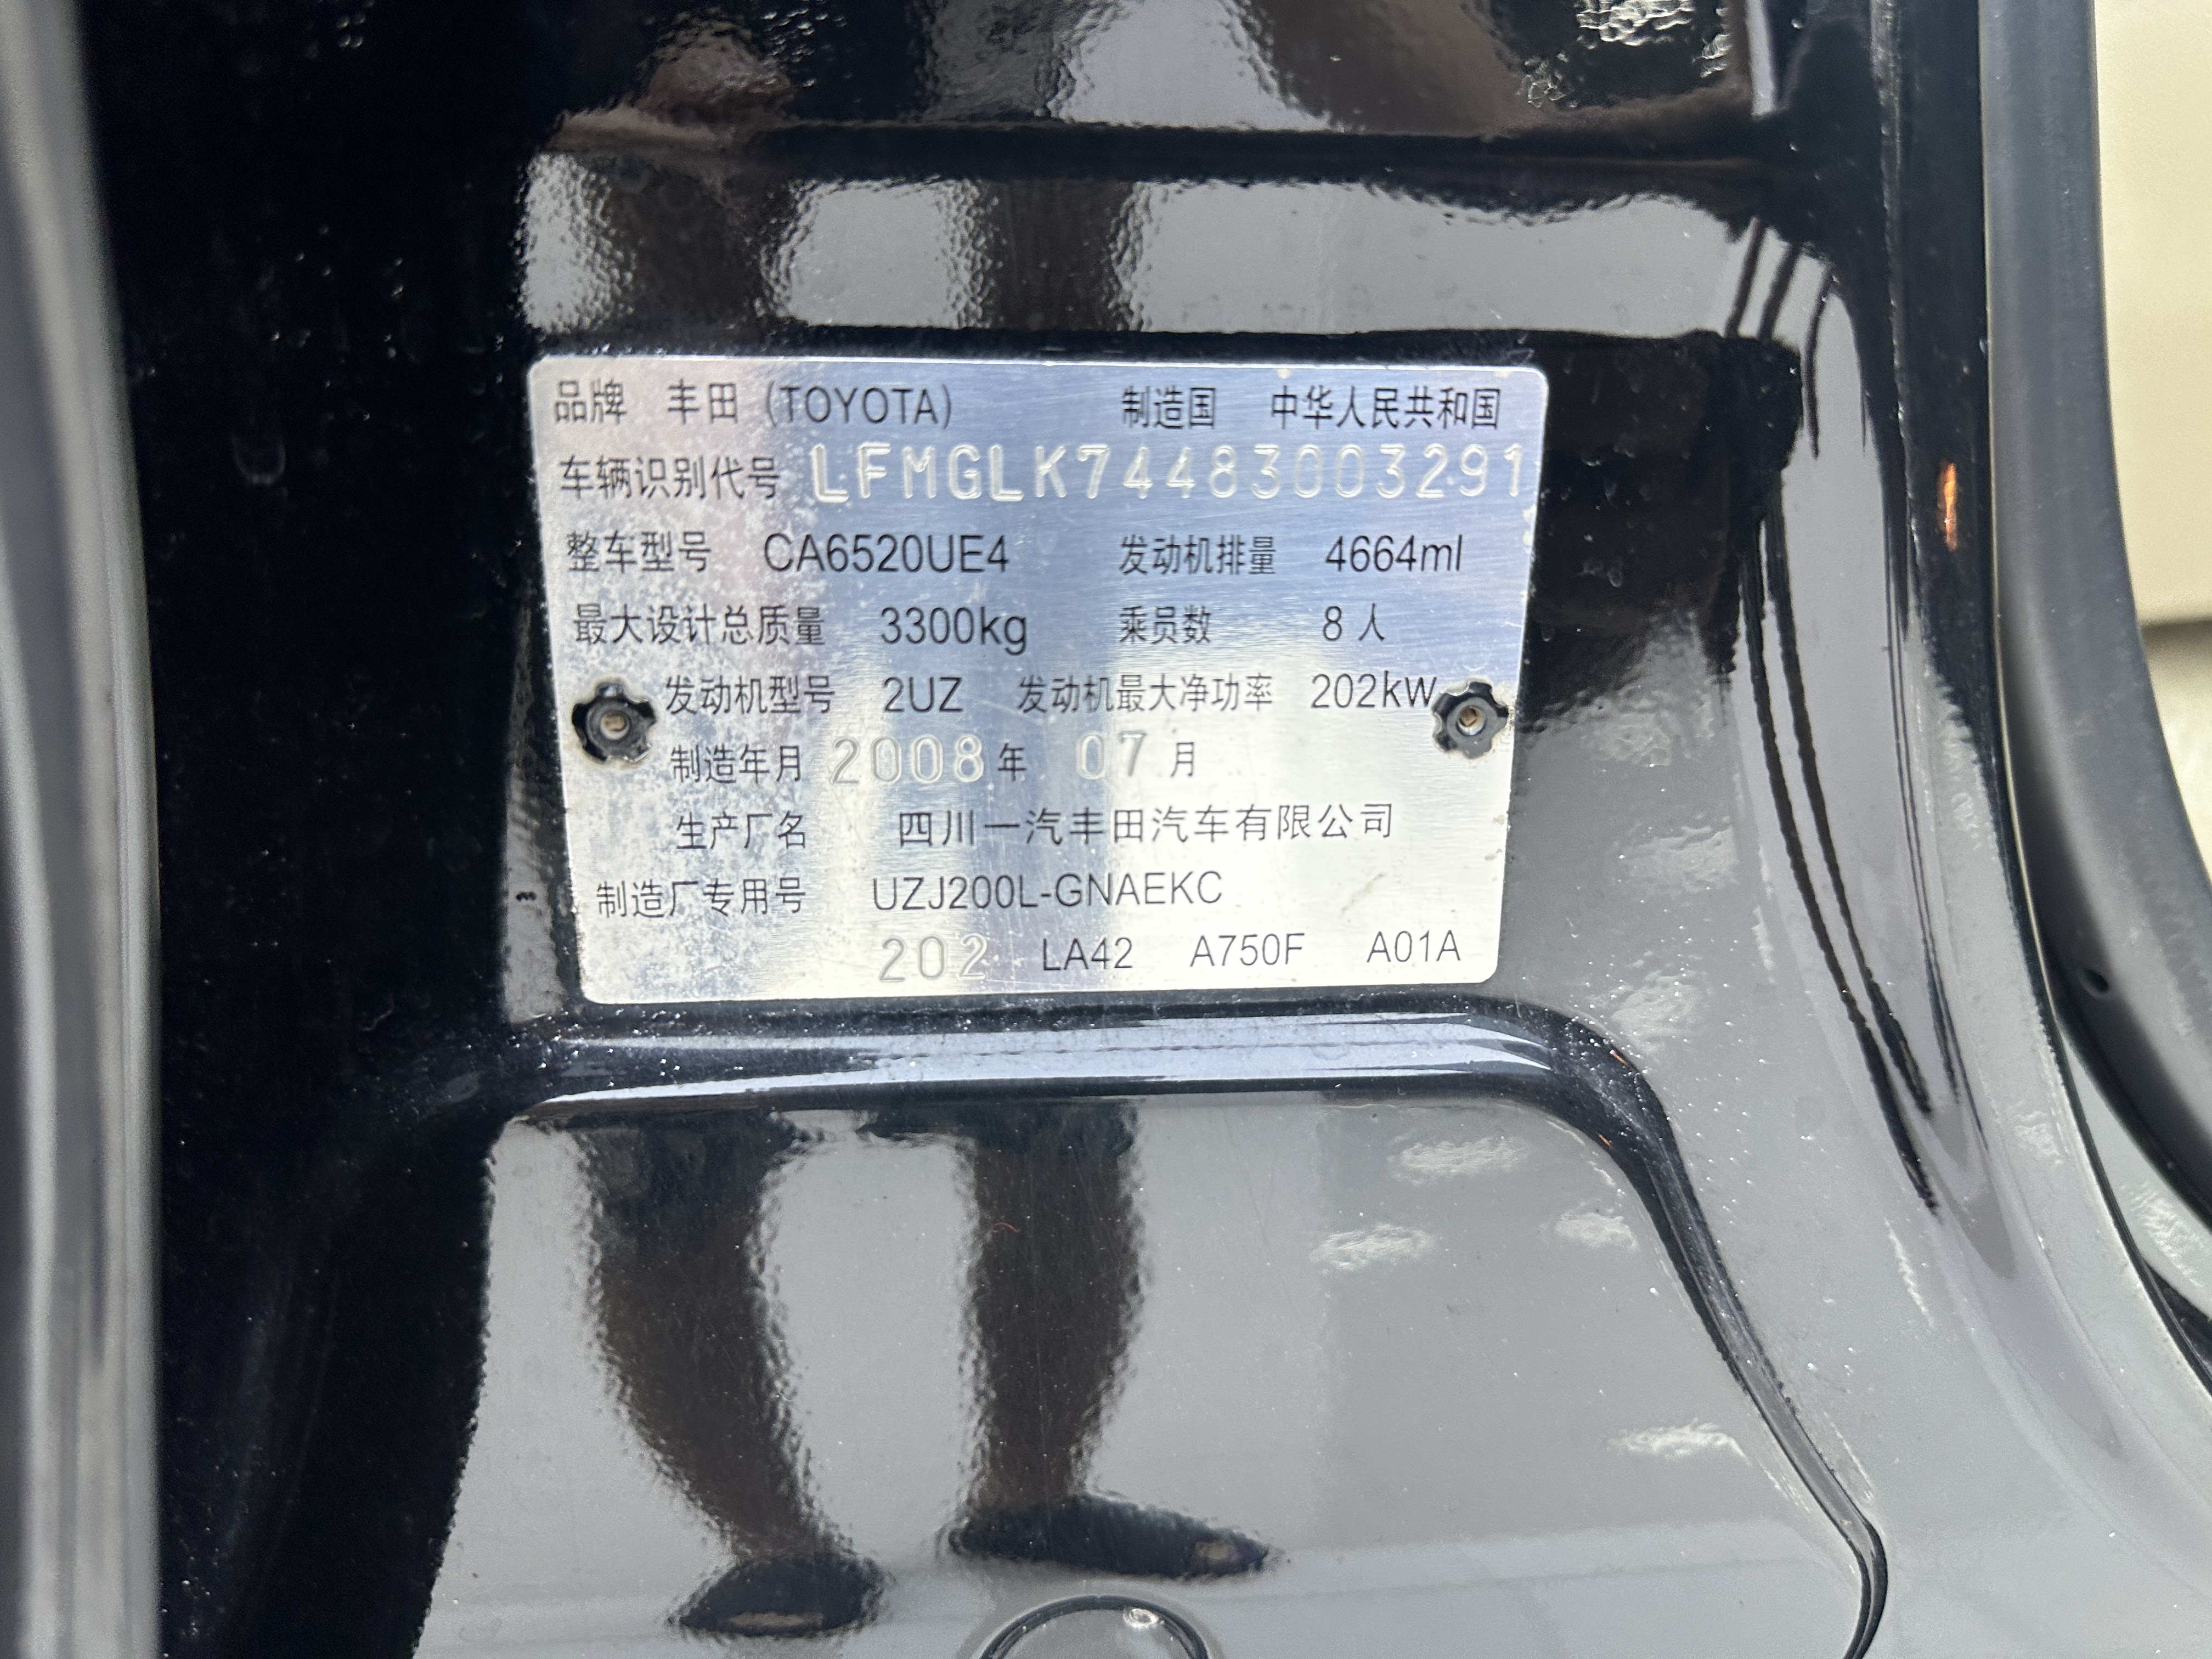 品牌 丰田 (TOYOTA) 制造国 中华人民共和国
车辆识别代号 LFMGLK74483003291
整车型号 CA6520UE4 发动机排量 4664ml
最大设计总质量 3300kg 乘员数 8人
发动机型号 2UZ 发动机最大净功率 202kW
制造年月 2008年 07月
生产厂名 四川一汽丰田汽车有限公司
制造厂专用号 UZJ200L-GNAEKC
202 LA42 A750F A01A